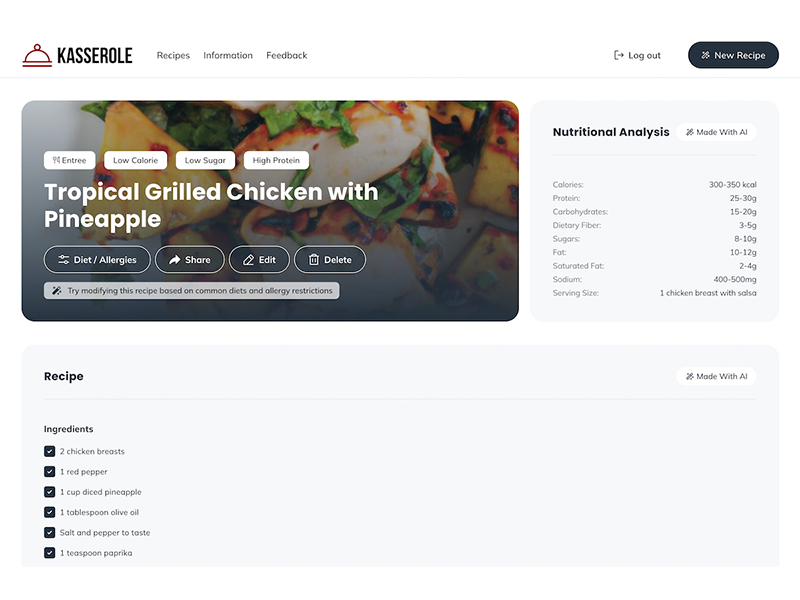 KASSEROLE
Recipes Information Feedback
Log out
New Recipe
Entree
Low Calorie
Low Sugar
High Protein
Tropical Grilled Chicken with
Pineapple
Diet / Allergies
Share
Edit
Delete
Try modifying this recipe based on common diets and allergy restrictions
Nutritional Analysis
Made With AI
Calories: 300-350 kcal
Protein: 25-30g
Carbohydrates: 15-20g
Dietary Fiber: 3-5g
Sugars: 8-10g
Fat: 10-12g
Saturated Fat: 2-4g
Sodium: 400-500mg
Serving Size: 1 chicken breast with salsa
Recipe
Made With AI
Ingredients
2 chicken breasts
1 red pepper
1 cup diced pineapple
1 tablespoon olive oil
Salt and pepper to taste
1 teaspoon paprika